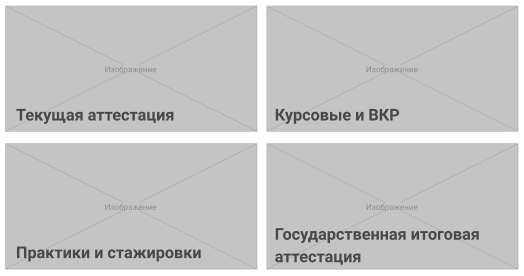 Изображение
Текущая аттестация
Изображение
Курсовые и ВКР
Изображение
Практики и стажировки
Изображение
Государственная итоговая
аттестация